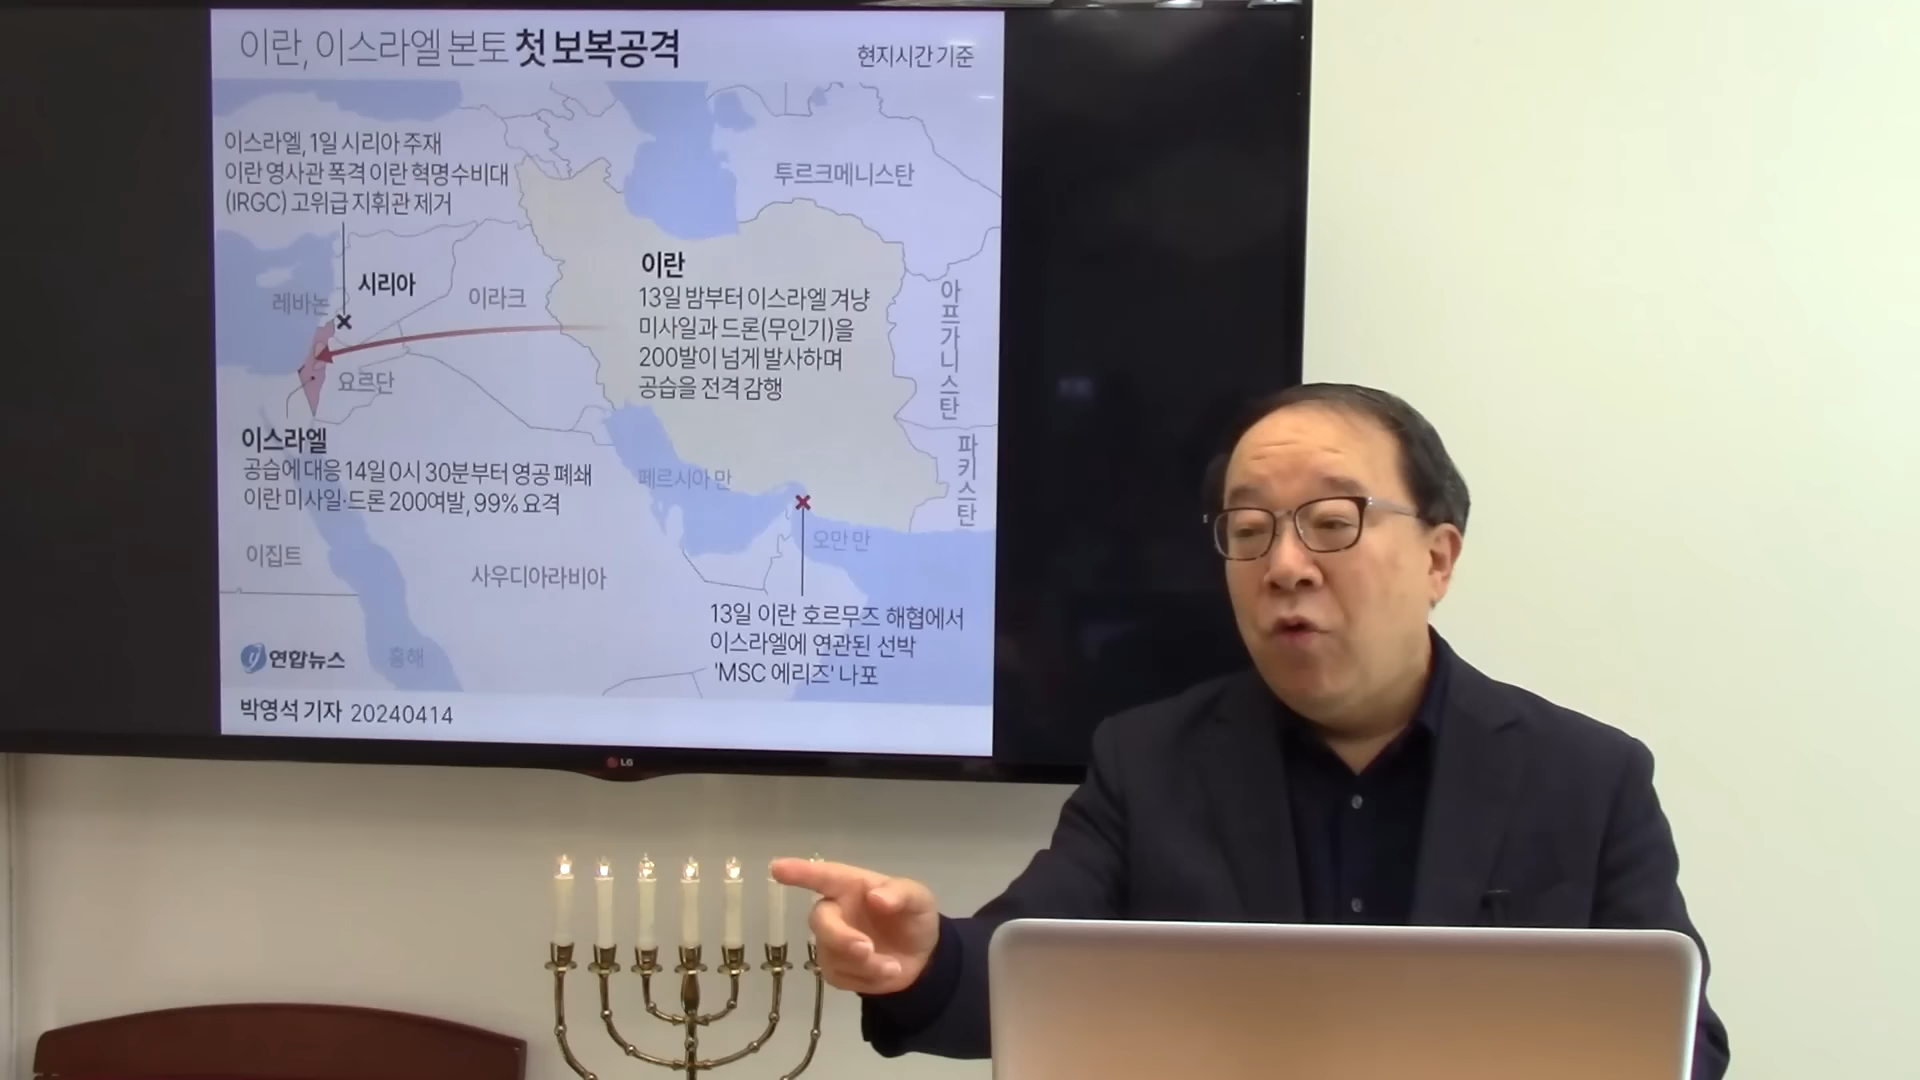 이란, 이스라엘 본토 첫 보복공격
현지시간 기준
이스라엘, 1일 시리아 주재
이란 영사관 폭격 이란 혁명수비대
(IRGC) 고위급 지휘관 제거
투르크메니스탄
레바논
시리아
이라크
요르단
이란
13일 밤부터 이스라엘 겨냥
미사일과 드론(무인기)을
200발이 넘게 발사하며
공습을 전격 감행
아프가니스탄
파키스탄
이스라엘
공습에 대응 14일 0시 30분부터 영공 폐쇄
이란 미사일·드론 200여발, 99% 요격
페르시아 만
오만 만
이집트
사우디아라비아
13일 이란 호르무즈 해협에서
이스라엘에 연관된 선박
'MSC 에리즈' 나포
연합뉴스
홍해
박영석 기자 20240414
LG